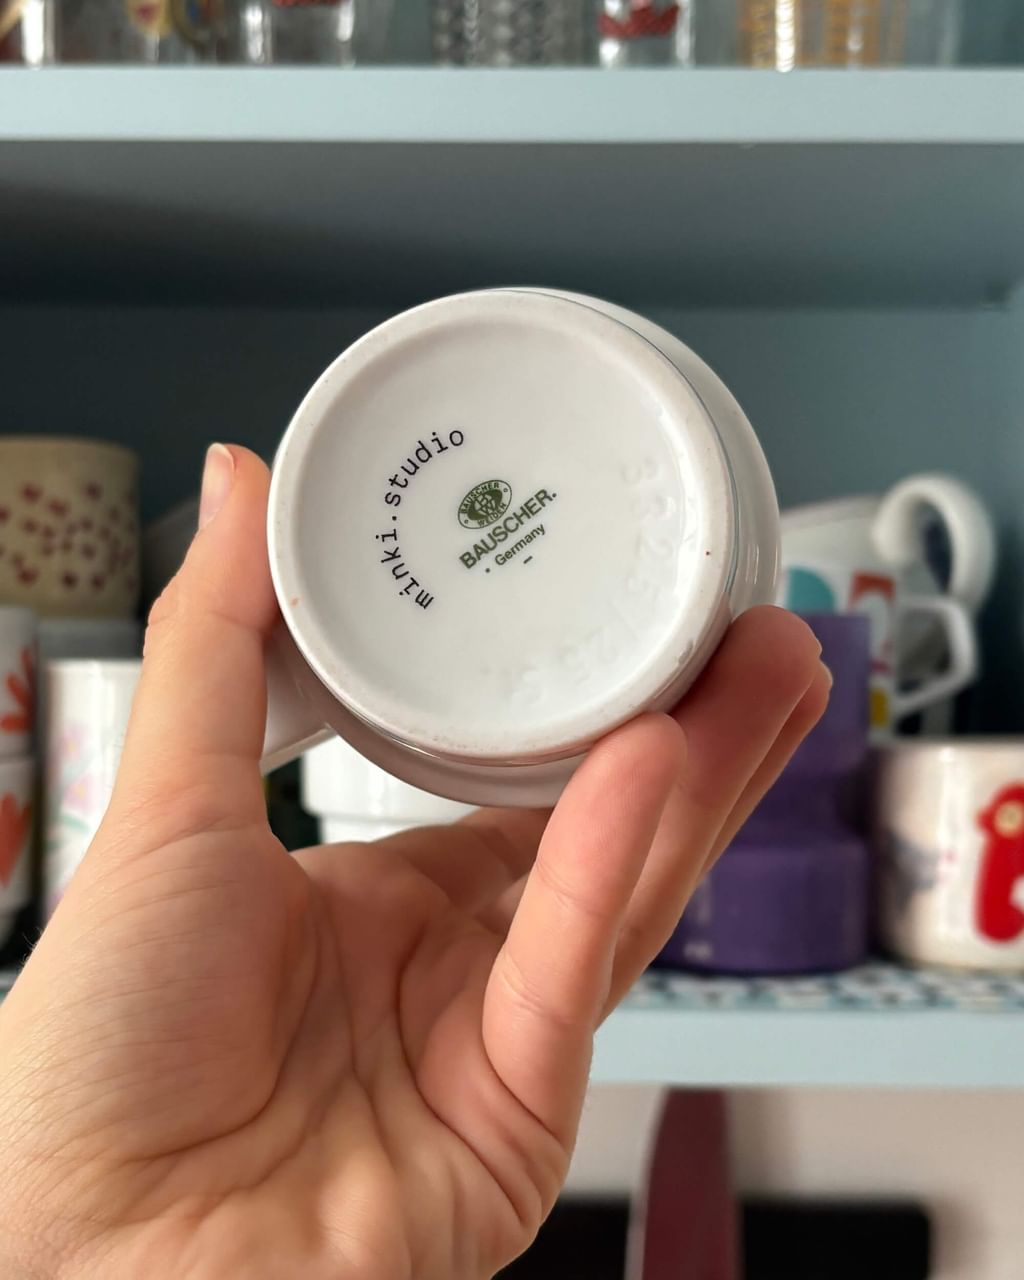 minki.studio
BAUSCHER
WEIDEN
BAUSCHER.
. Germany
–